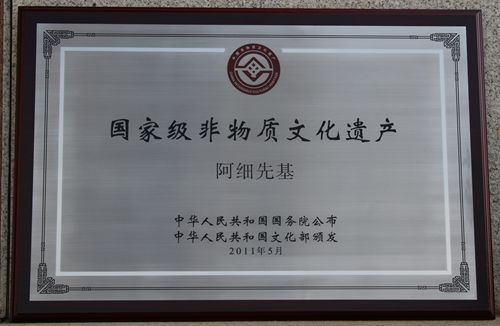 国家级非物质文化遗产
阿细先基
中华人民共和国国务院公布
中华人民共和国文化部颁发
2011年5月